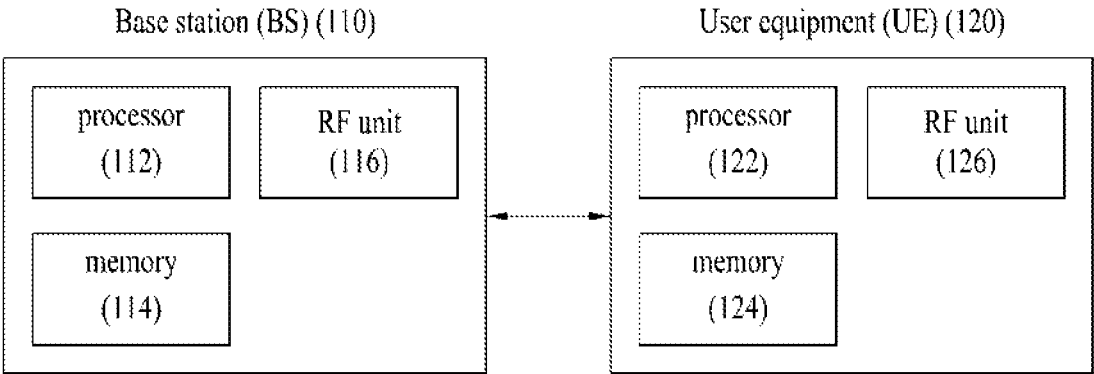 Base station (BS) (110)
processor
(112)
RF unit
(116)
memory
(114)
User equipment (UE) (120)
processor
(122)
RF unit
(126)
memory
(124)